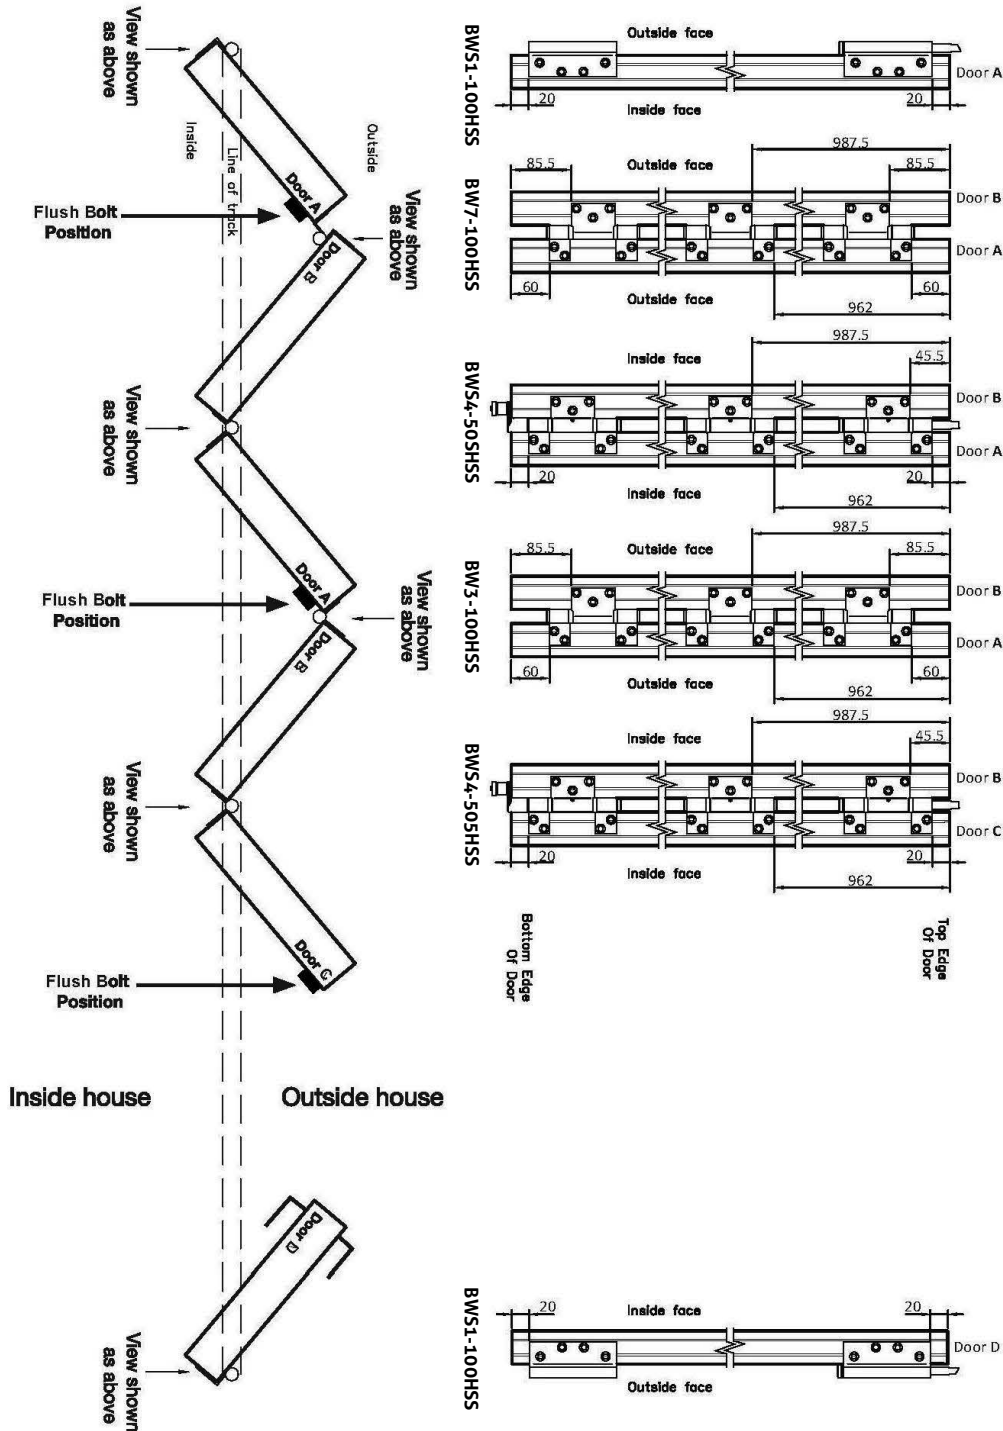 View shown
as above
Inside
Line of track
Outside
Door A
Flush Bolt
Position
View shown
as above
Door B
View shown
as above
Door A
Flush Bolt
Position
View shown
as above
Door B
View shown
as above
Door C
Flush Bolt
Position
Inside house
Outside house
Door D
View shown
as above
BWS1-100HSS
Outside face
Door A
20
Inside face
20
BW7-100HSS
987.5
85.5
Outside face
85.5
Door B
Door A
60
Outside face
60
962
BWS4-50SHSS
987.5
Inside face
45.5
Door B
Door A
20
Inside face
20
962
BW3-100HSS
987.5
85.5
Outside face
85.5
Door B
Door A
60
Outside face
60
962
BWS4-505HSS
987.5
Inside face
45.5
Door B
Door C
20
Inside face
20
962
Bottom Edge
Of Door
Top Edge
Of Door
BWS1-100HSS
20
Inside face
20
Door D
Outside face